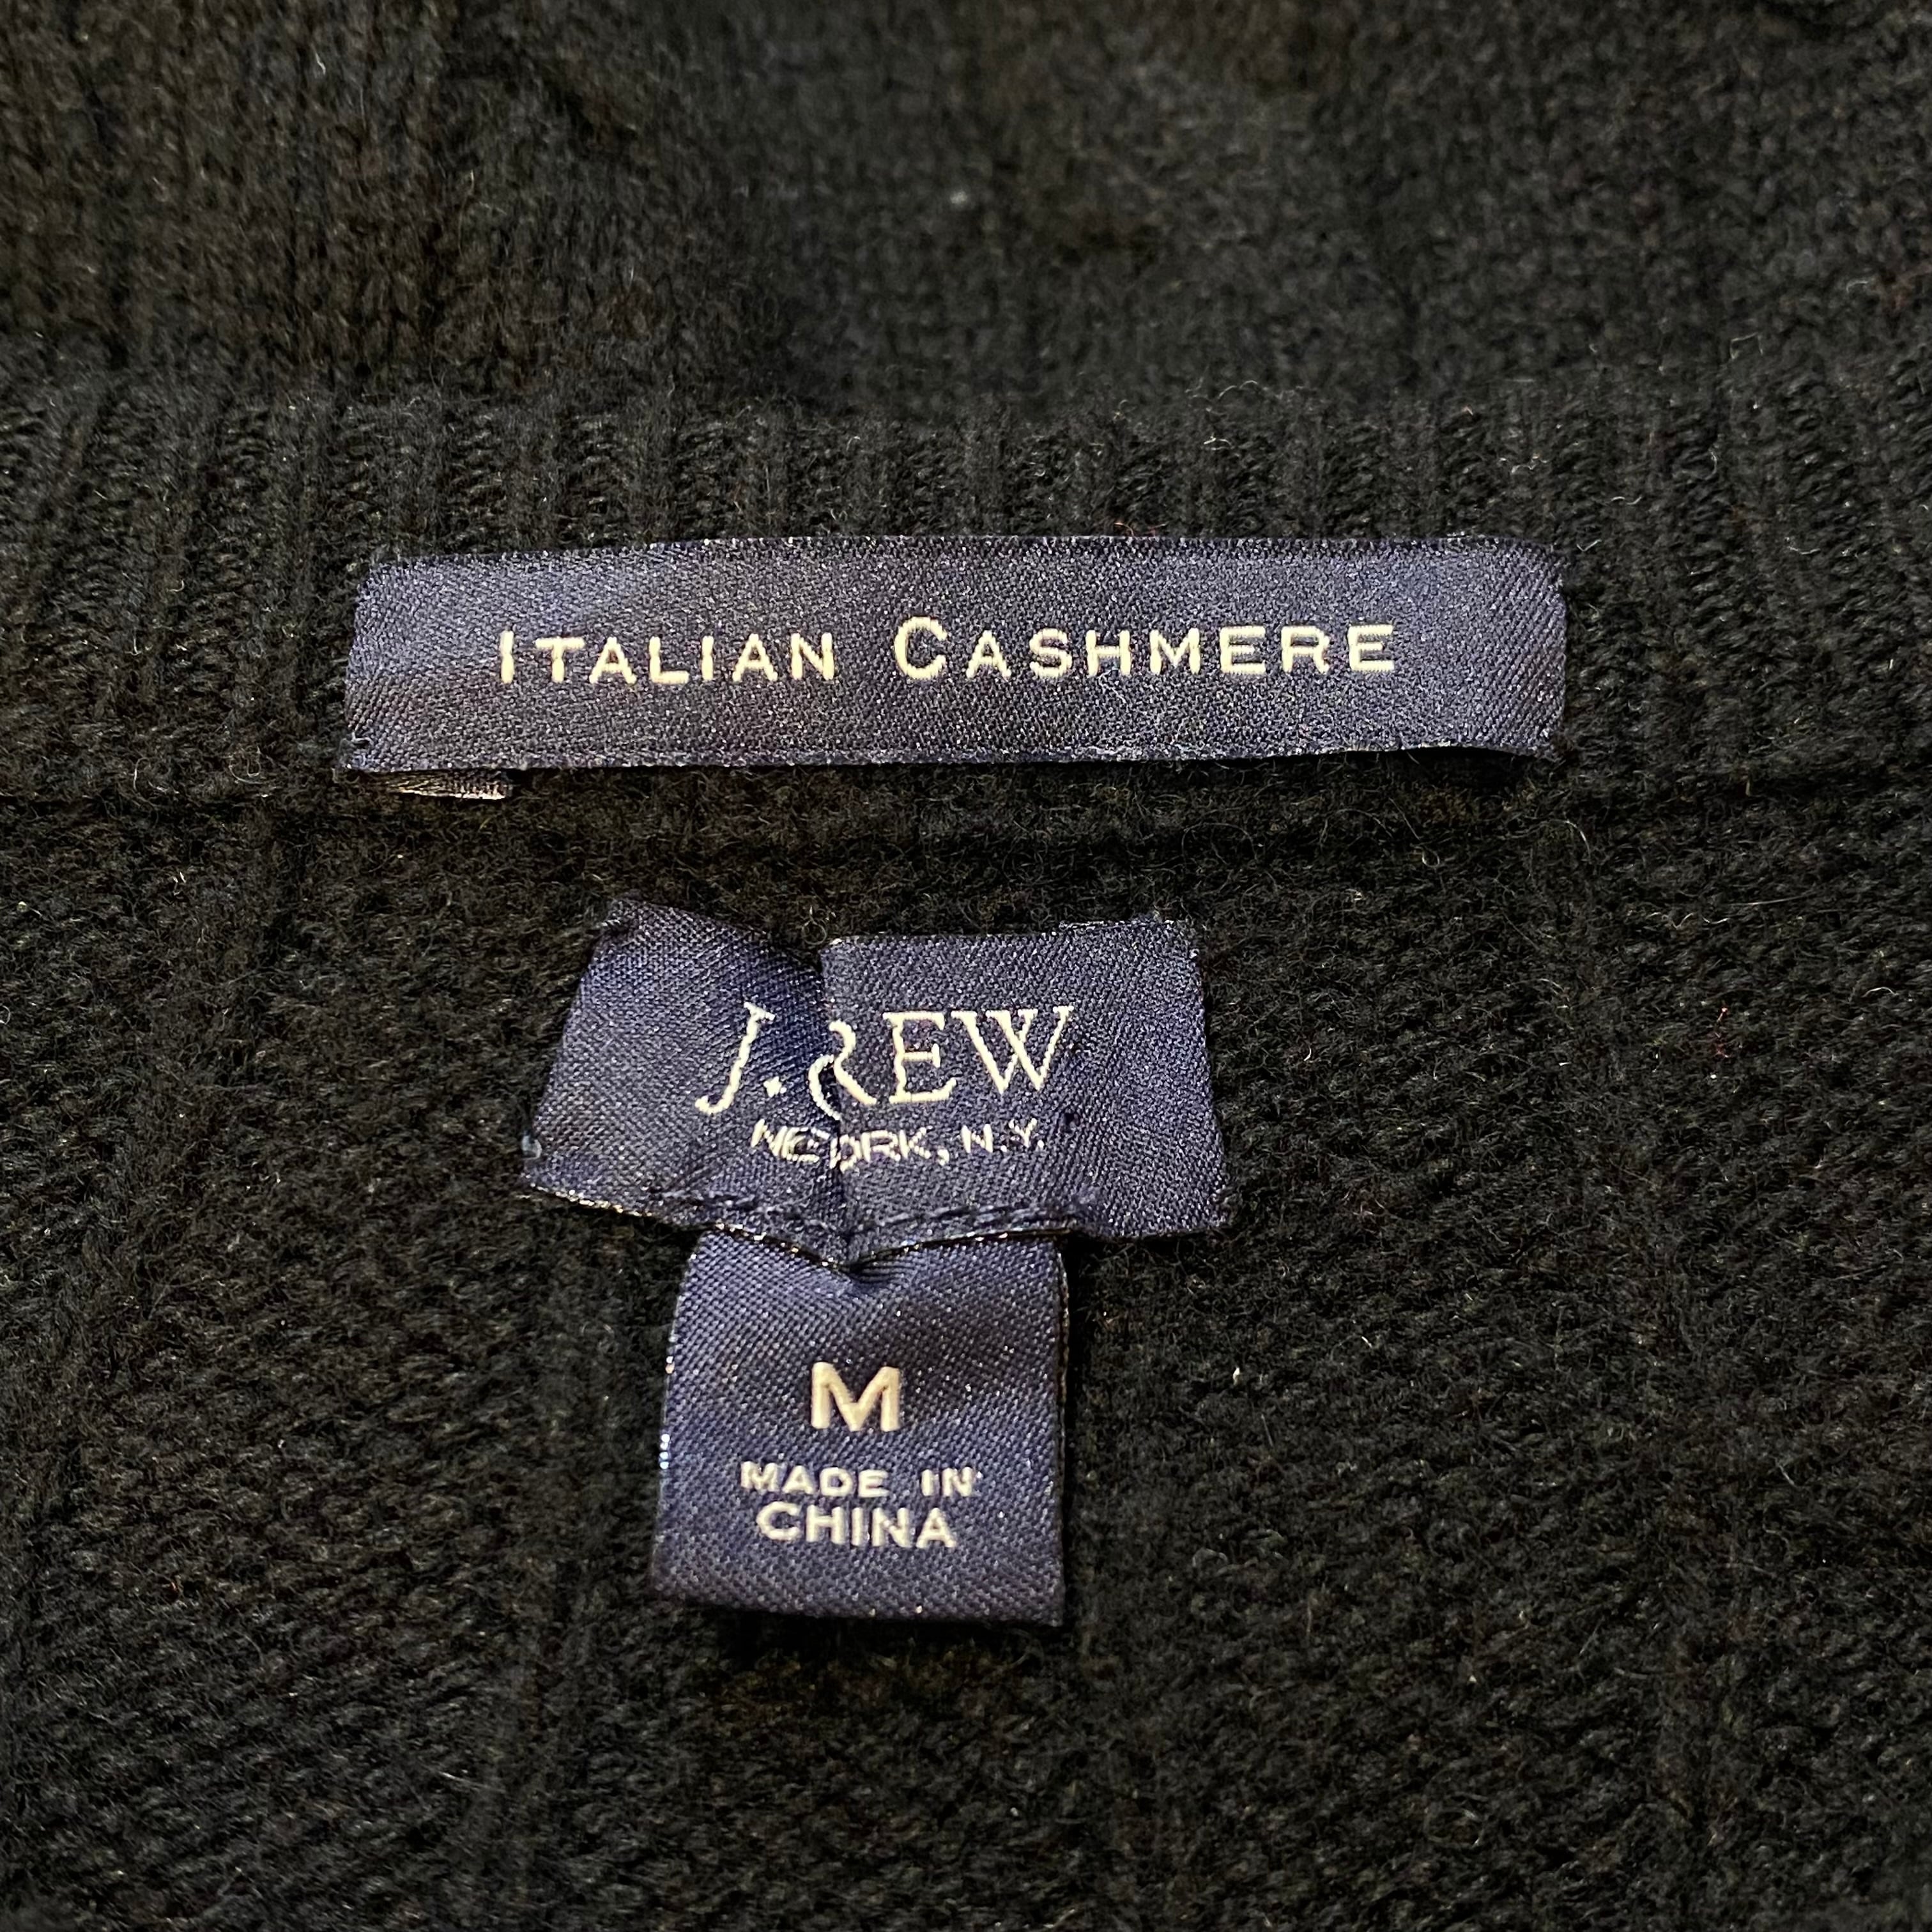 ITALIAN CASHMERE
J.CREW
NEW YORK, N.Y.
M
MADE IN
CHINA